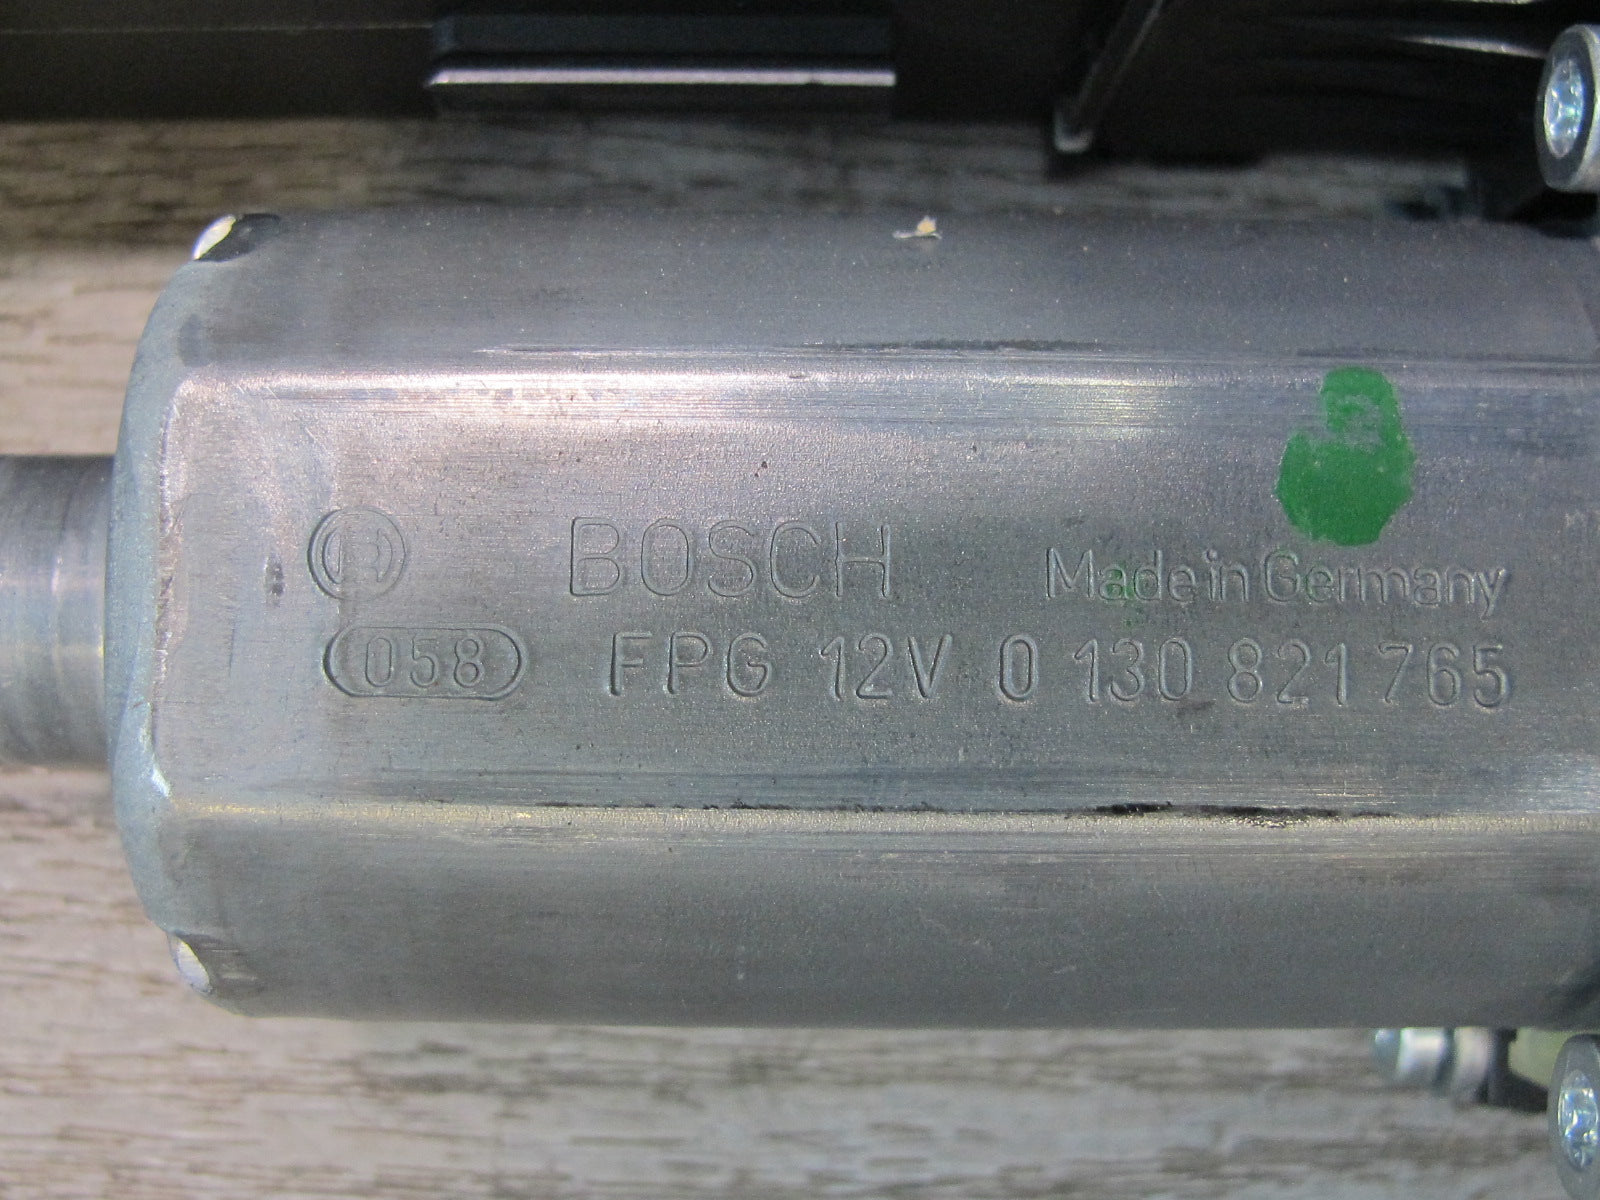 BOSCH Made in Germany
058 FPG 12V 0 130 821 765